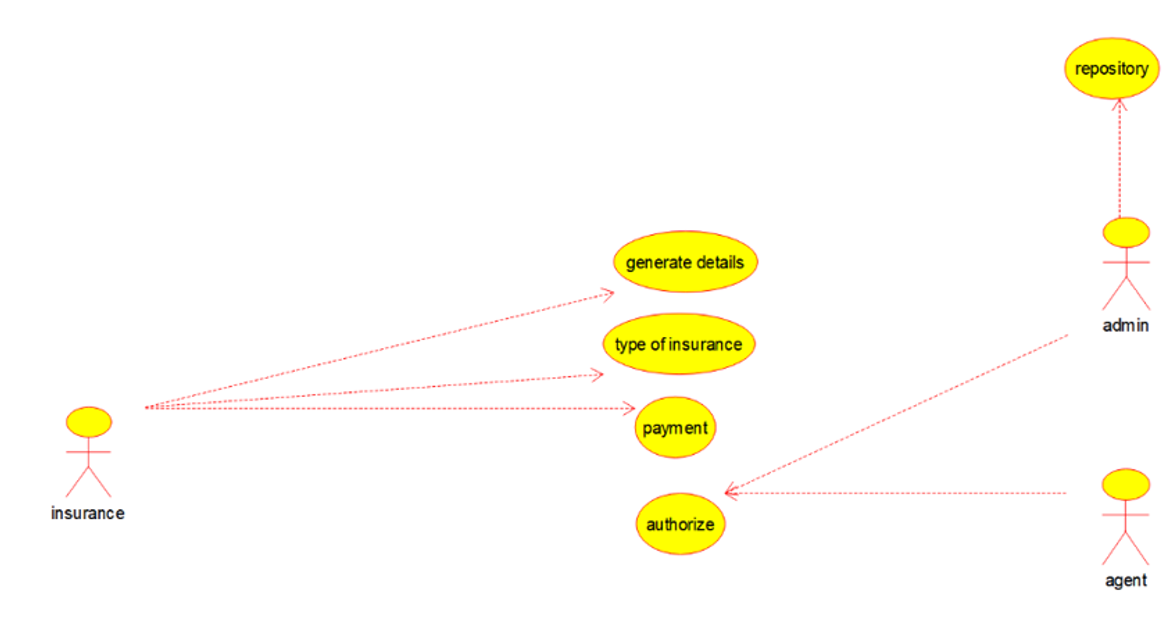 repository
generate details
admin
type of insurance
payment
insurance
authorize
agent